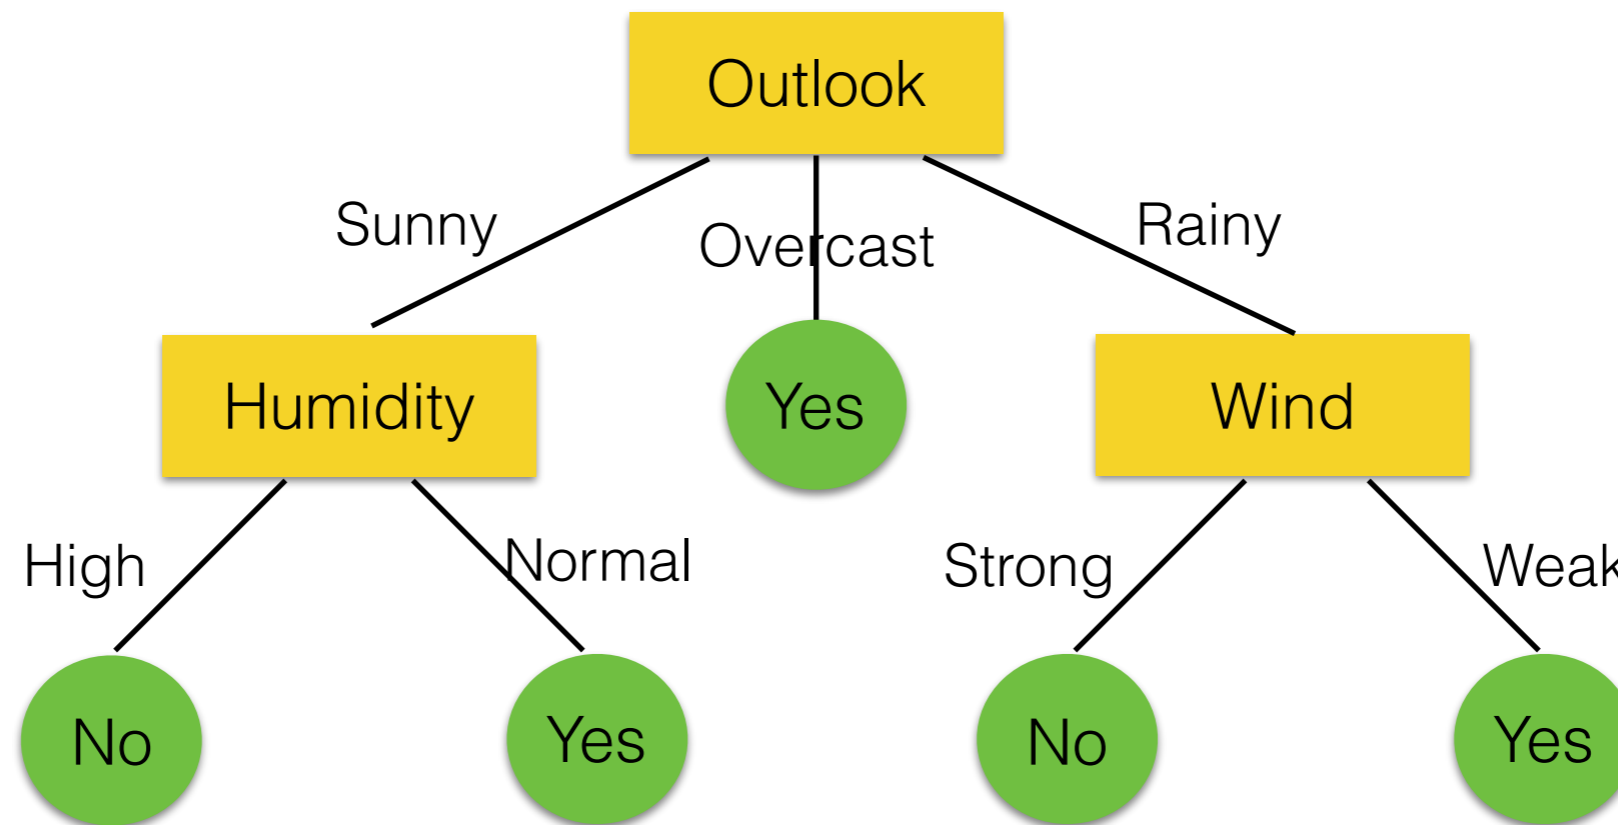 Outlook
Sunny
Overcast
Rainy
Humidity
Yes
Wind
High
Normal
Strong
Weak
No
Yes
No
Yes